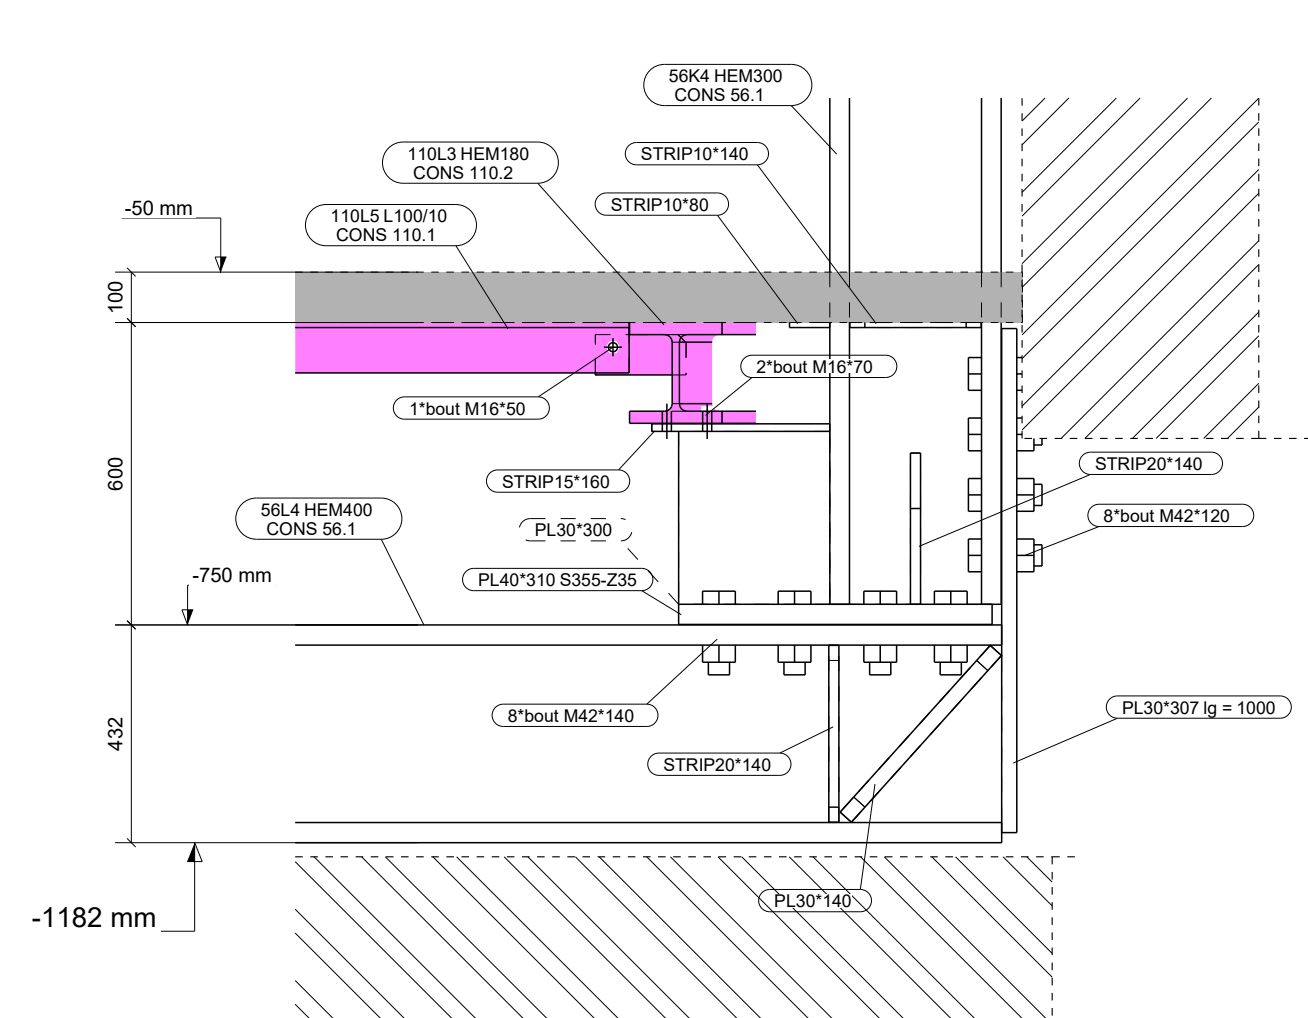 56K4 HEM300
CONS 56.1
110L3 HEM180
CONS 110.2
STRIP10*140
STRIP10*80
-50 mm
110L5 L100/10
CONS 110.1
100
2*bout M16*70
1*bout M16*50
STRIP20*140
600
STRIP15*160
56L4 HEM400
CONS 56.1
8*bout M42*120
PL30*300
-750 mm
PL40*310 S355-Z35
8*bout M42*140
PL30*307 lg = 1000
432
STRIP20*140
PL30*140
-1182 mm